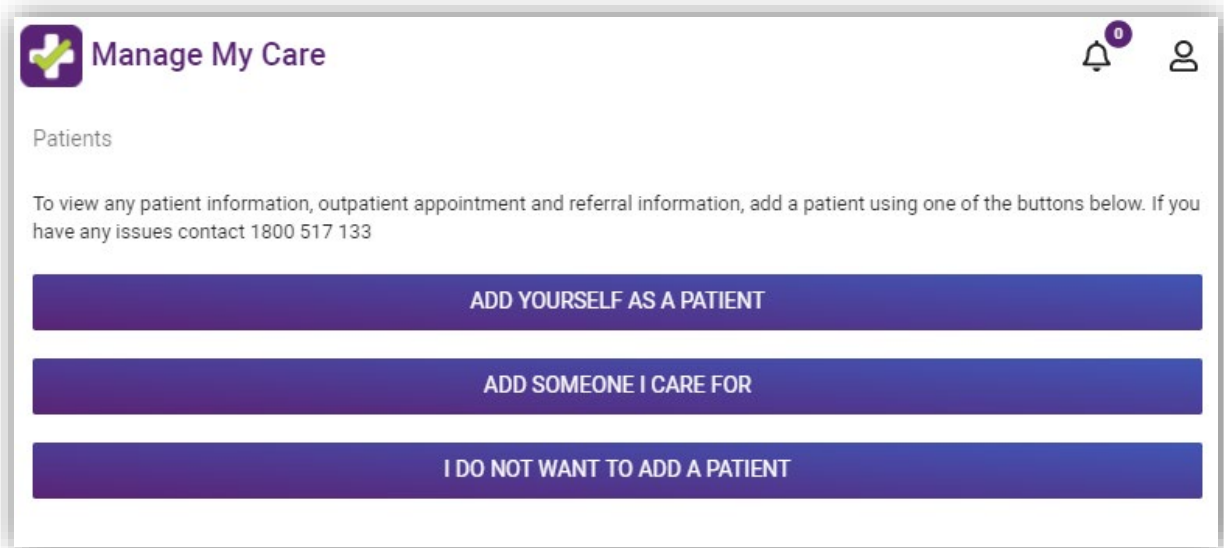 Manage My Care
0
Patients
To view any patient information, outpatient appointment and referral information, add a patient using one of the buttons below. If you
have any issues contact 1800 517 133
ADD YOURSELF AS A PATIENT
ADD SOMEONE I CARE FOR
I DO NOT WANT TO ADD A PATIENT